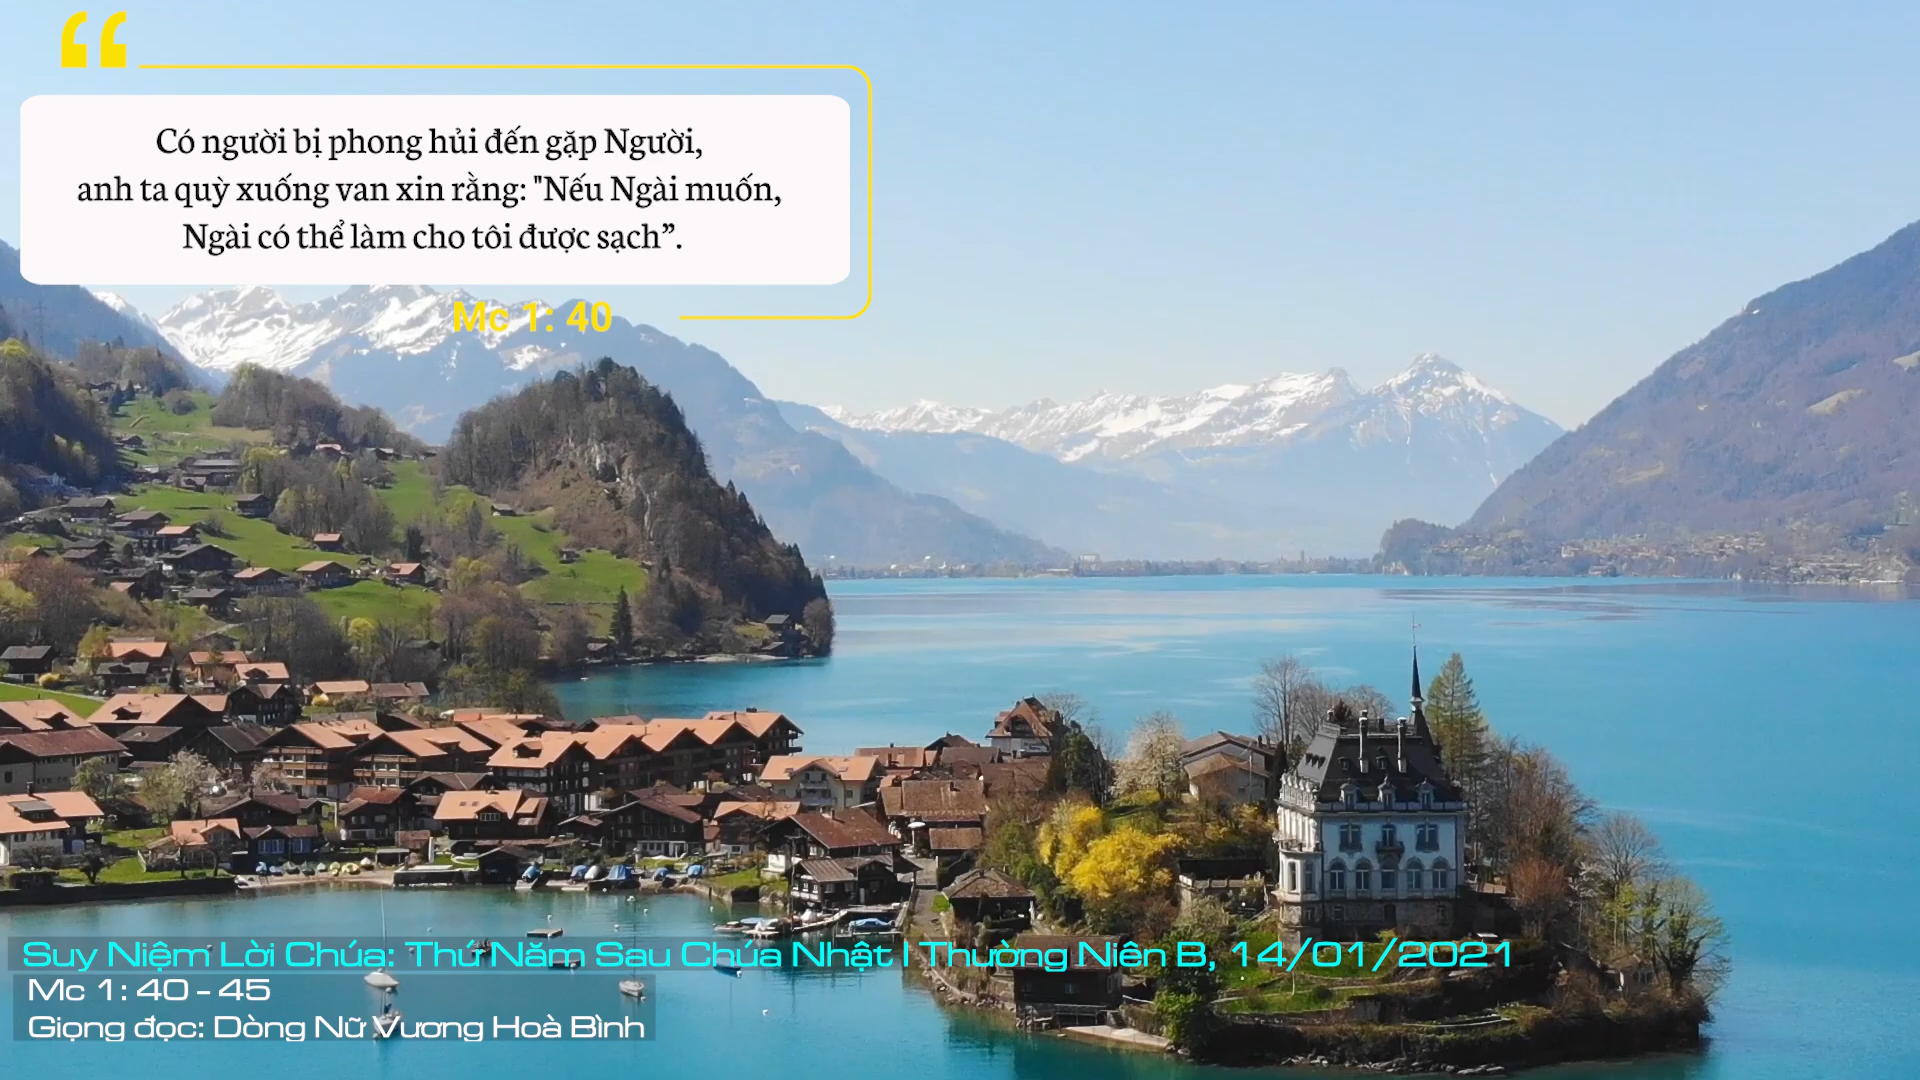 Có người bị phong hủi đến gặp Người,
anh ta quỳ xuống van xin rằng: "Nếu Ngài muốn,
Ngài có thể làm cho tôi được sạch”.
Mc 1: 40
Suy Niệm Lời Chúa: Thứ Năm Sau Chúa Nhật I Thường Niên B, 14/01/2021
Mc 1: 40 - 45
Giọng đọc: Dòng Nữ Vương Hoà Bình